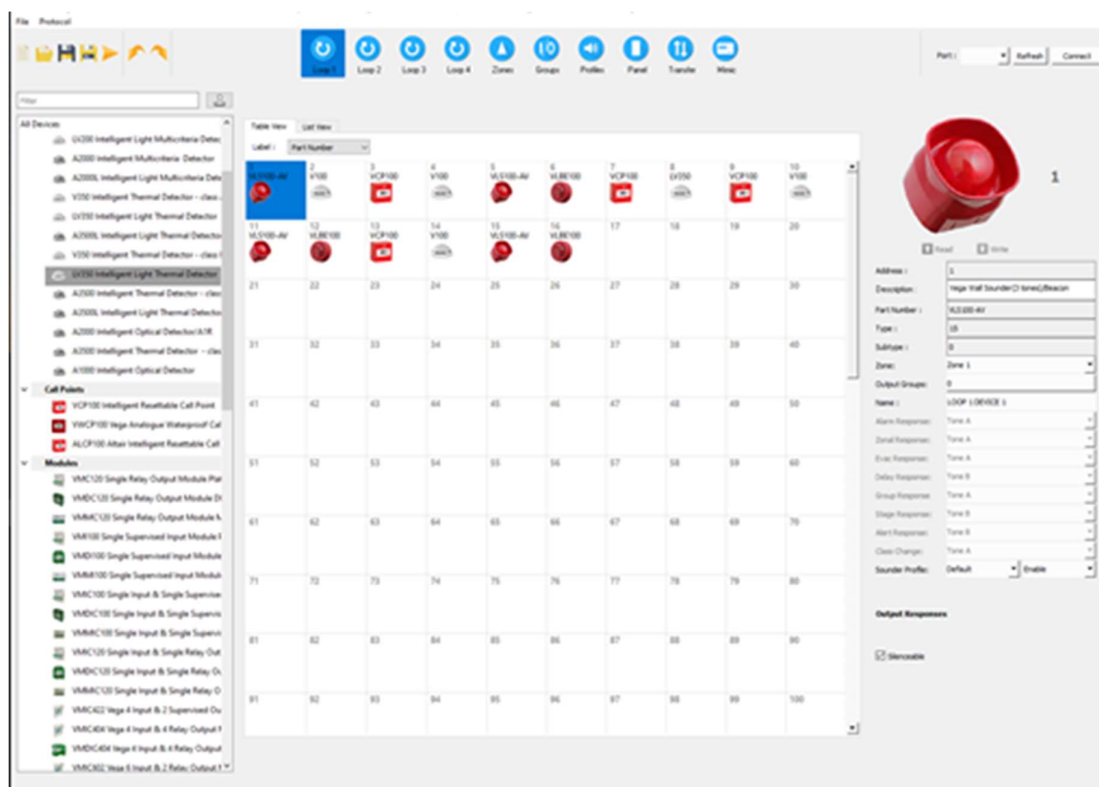 File Protocol
Loop 1 Loop 2 Loop 3 Loop 4 Zones Groups Profiles Panel Transfer Mimic
Port : Refresh Connect
Filter
All Devices
LV200 Intelligent Light Multicriteria Detec
A2000 Intelligent Multicriteria Detector
A2000L Intelligent Light Multicriteria Dete
V350 Intelligent Thermal Detector - class
LV350 Intelligent Light Thermal Detector
A3500L Intelligent Light Thermal Detector
V350 Intelligent Thermal Detector - class
LV350 Intelligent Light Thermal Detector
A3500 Intelligent Thermal Detector - class
A3500L Intelligent Light Thermal Detecto
A2000 Intelligent Optical Detector/A1R
Intelligent Thermal Detector - clas
A1000 Intelligent Optical Detector
Call Points
VCP100 Intelligent Resettable Call Point
VWCP100 Vega Analogue Waterproof Cal
ALCP100 Altair Intelligent Resettable Call
Modules
VMC120 Single Relay Output Module Plat
VMDC120 Single Relay Output Module DI
VMMC120 Single Relay Output Module M
VMI100 Single Supervised Input Module F
VMDI100 Single Supervised Input Module
VMMI100 Single Supervised Input Modul
VMIC100 Single Input & Single Supervise
VMDIC100 Single Input & Single Supervis
VMMIC100 Single Input & Single Supervi
VMIC120 Single Input & Single Relay Out
VMDIC120 Single Input & Single Relay Ou
VMMIC120 Single Input & Single Relay O
VMIC422 Vega 4 Input & 2 Supervised Ou
VMIC404 Vega 4 Input & 4 Relay Output M
VMDIC404 Vega 4 Input & 4 Relay Output
VMIC602 Vega 6 Input & 2 Relay Output M
Table View List View
Label : Part Number
1 2 3 4 5 6 7 8 9 10
VLS100-AV V100 VCP100 V100 VLS100-AV VLBE100 VCP100 LV350 VCP100 V100
11 12 13 14 15 16 17 18 19 20
VLS100-AV VLBE100 VCP100 V100 VLS100-AV VLBE100
21 22 23 24 25 26 27 28 29 30
31 32 33 34 35 36 37 38 39 40
41 42 43 44 45 46 47 48 49 50
51 52 53 54 55 56 57 58 59 60
61 62 63 64 65 66 67 68 69 70
71 72 73 74 75 76 77 78 79 80
81 82 83 84 85 86 87 88 89 90
91 92 93 94 95 96 97 98 99 100
1
Read Write
Address : 1
Description : Vega Wall Sounder(3 tones)/Beacon
Part Number : VLS100-AV
Type : 15
Subtype : 0
Zone: Zone 1
Output Groups: 0
Name : LOOP 1 DEVICE 1
Alarm Response: Tone A
Zonal Response: Tone A
Evac Response: Tone A
Delay Response: Tone B
Group Response: Tone A
Stage Response: Tone B
Alert Response: Tone B
Class Change: Tone A
Sounder Profile: Default Enable
Output Responses
Silenceable